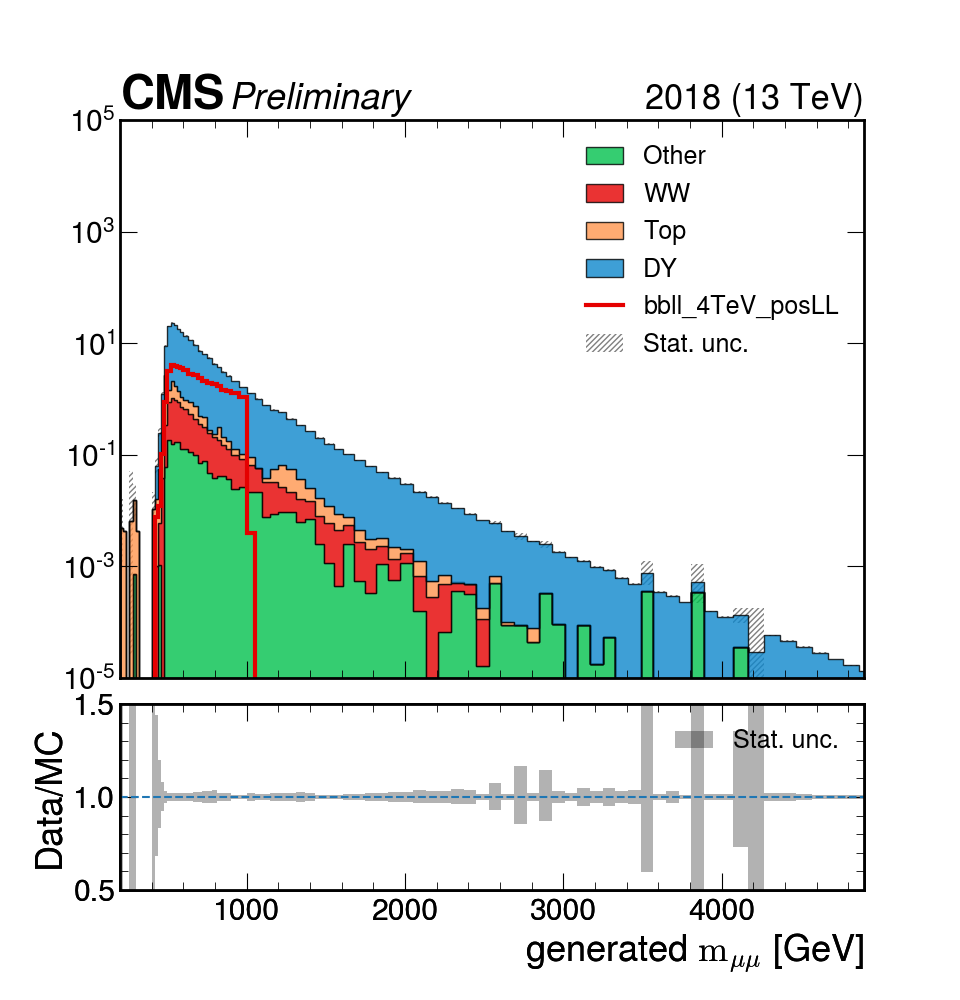 CMS Preliminary 2018 (13 TeV)
10^5
10^3
10^1
10^-1
10^-3
10^-5
Other
WW
Top
DY
bbll_4TeV_posLL
Stat. unc.
Data/MC
1.5
1.0
0.5
Stat. unc.
1000 2000 3000 4000
generated m_μμ [GeV]